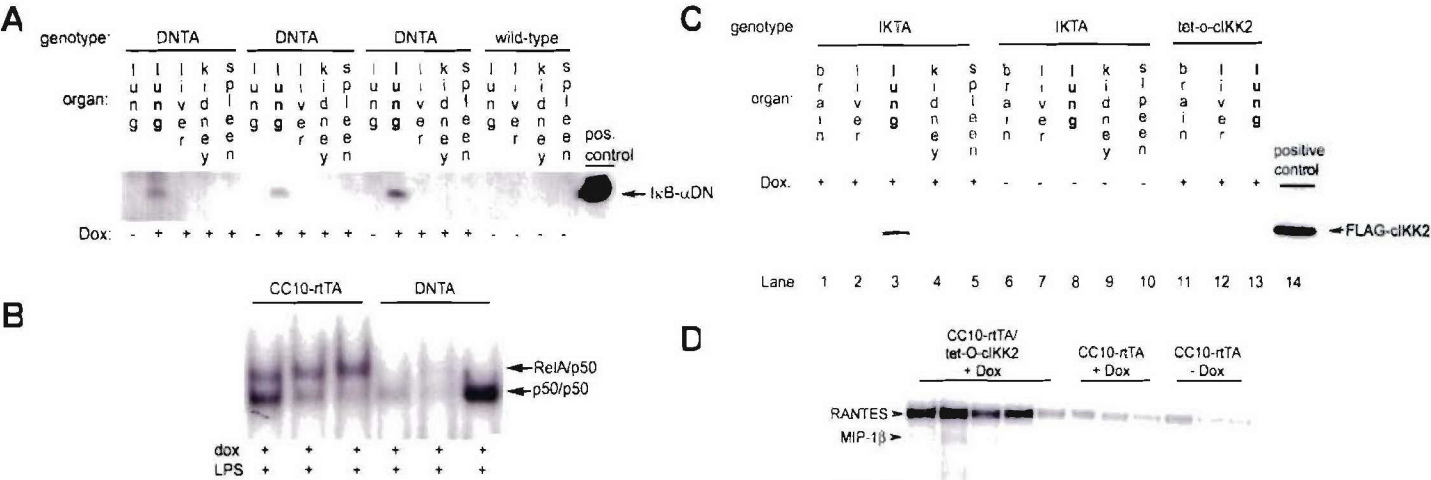 A
genotype: DNTA DNTA DNTA wild-type
organ: lung lung liver kidney spleen lung lung liver kidney spleen lung lung liver kidney spleen lung liver kidney spleen
pos.
control
IκB-αDN
Dox: - + + + + - + + + + - + + + + - - - -
B
CC10-rtTA DNTA
RelA/p50
p50/p50
dox + + + + + +
LPS + + + + + +
C
genotype IKTA IKTA tet-o-cIKK2
organ: brain liver lung kidney spleen brain liver lung kidney spleen brain liver lung
positive
control
Dox. + + + + + - - - - - + + +
FLAG-cIKK2
Lane 1 2 3 4 5 6 7 8 9 10 11 12 13 14
D
CC10-rtTA/
tet-O-cIKK2
+ Dox
CC10-rtTA
+ Dox
CC10-rtTA
- Dox
RANTES
MIP-1β